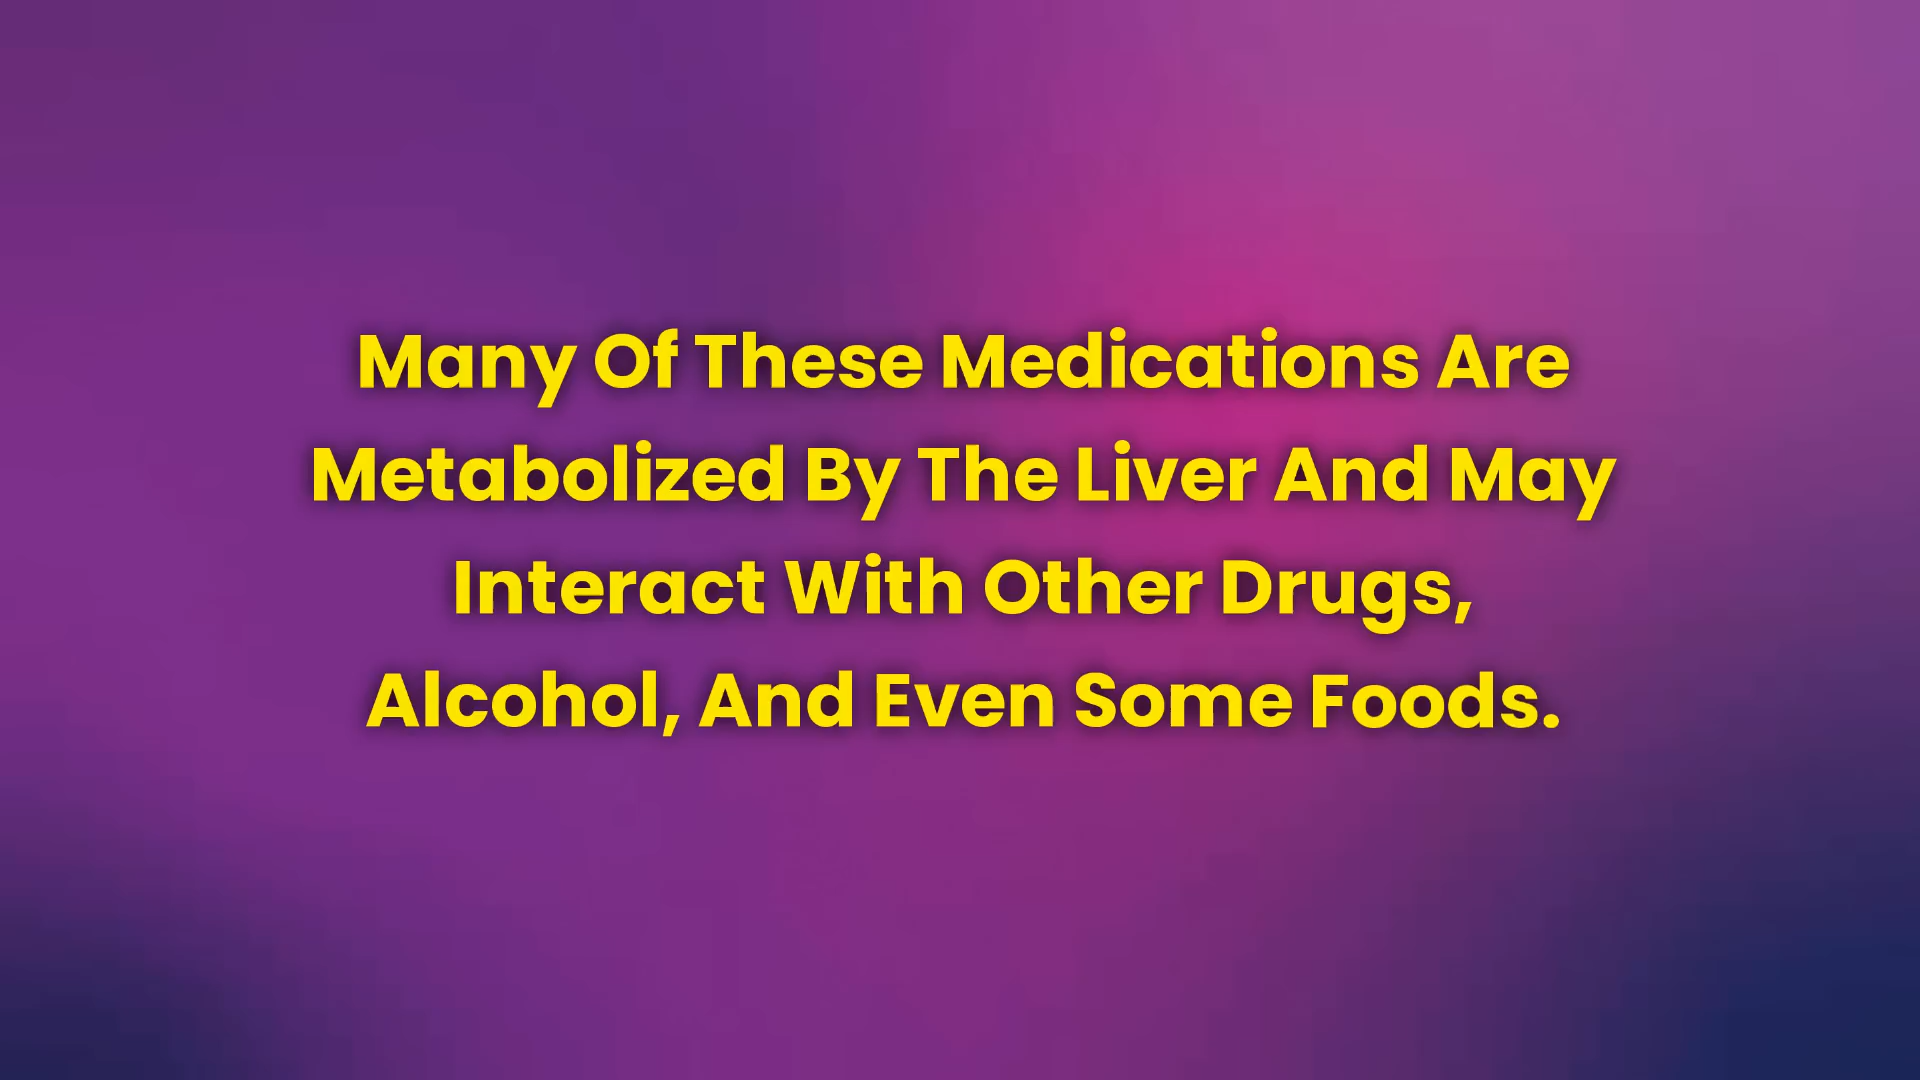 Many Of These Medications Are
Metabolized By The Liver And May
Interact With Other Drugs,
Alcohol, And Even Some Foods.